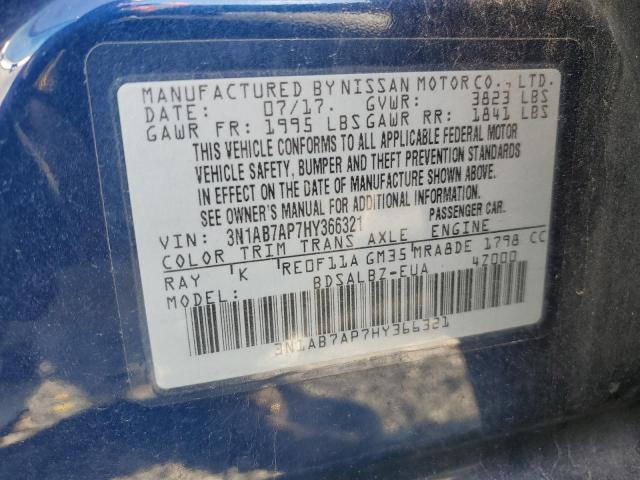 MANUFACTURED BY NISSAN MOTOR CO., LTD.
DATE: 07/17. GVWR: 3823 LBS
GAWR FR: 1995 LBS GAWR RR: 1841 LBS
THIS VEHICLE CONFORMS TO ALL APPLICABLE FEDERAL MOTOR
VEHICLE SAFETY, BUMPER AND THEFT PREVENTION STANDARDS
IN EFFECT ON THE DATE OF MANUFACTURE SHOWN ABOVE.
SEE OWNER'S MANUAL FOR ADDITIONAL INFORMATION.
VIN: 3N1AB7AP7HY366321 PASSENGER CAR.
COLOR TRIM TRANS AXLE ENGINE
RAY K RE0F11A GM35 MRA8DE 1798 CC
MODEL: BDSALBZ-EUA 47000
3N1AB7AP7HY366321